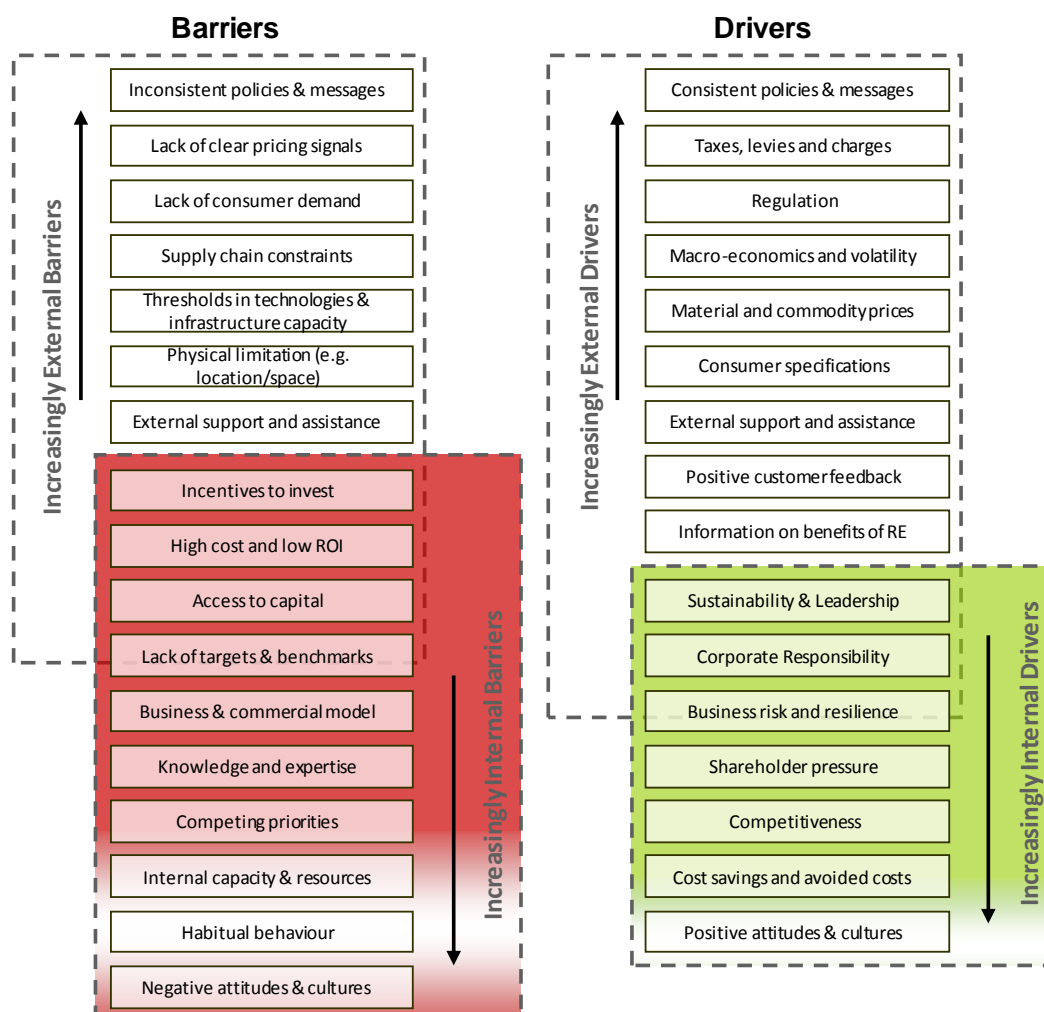 Barriers
Increasingly External Barriers
Inconsistent policies & messages
Lack of clear pricing signals
Lack of consumer demand
Supply chain constraints
Thresholds in technologies &
infrastructure capacity
Physical limitation (e.g.
location/space)
External support and assistance
Incentives to invest
High cost and low ROI
Access to capital
Lack of targets & benchmarks
Business & commercial model
Knowledge and expertise
Competing priorities
Internal capacity & resources
Habitual behaviour
Negative attitudes & cultures
Increasingly Internal Barriers
Drivers
Increasingly External Drivers
Consistent policies & messages
Taxes, levies and charges
Regulation
Macro-economics and volatility
Material and commodity prices
Consumer specifications
External support and assistance
Positive customer feedback
Information on benefits of RE
Sustainability & Leadership
Corporate Responsibility
Business risk and resilience
Shareholder pressure
Competitiveness
Cost savings and avoided costs
Positive attitudes & cultures
Increasingly Internal Drivers